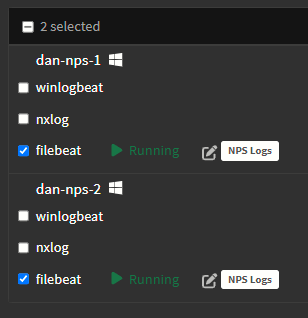 2 selected
dan-nps-1
winlogbeat
nxlog
filebeat Running NPS Logs
dan-nps-2
winlogbeat
nxlog
filebeat Running NPS Logs